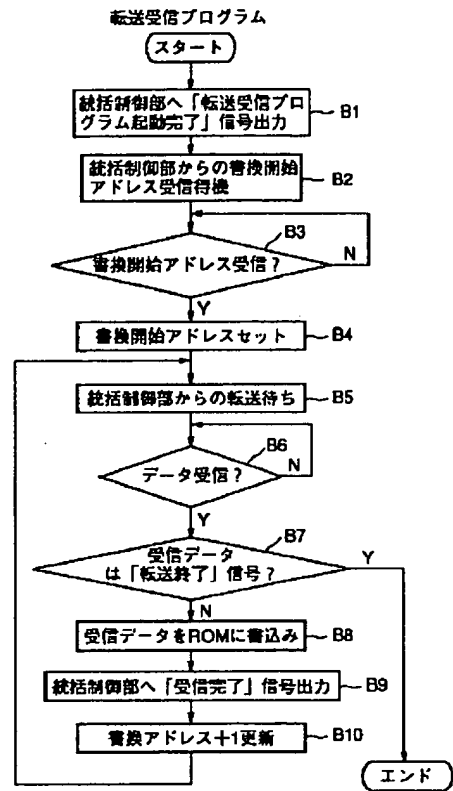 転送受信プログラム
スタート
統括制御部へ「転送受信プロ
グラム起動完了」信号出力
B1
統括制御部からの書換開始
アドレス受信待機
B2
B3
書換開始アドレス受信?
N
Y
書換開始アドレスセット
B4
統括制御部からの転送待ち
B5
B6
データ受信?
N
Y
B7
受信データ
は「転送終了」信号?
Y
N
受信データをROMに書込み
B8
統括制御部へ「受信完了」信号出力
B9
書換アドレス+1更新
B10
エンド